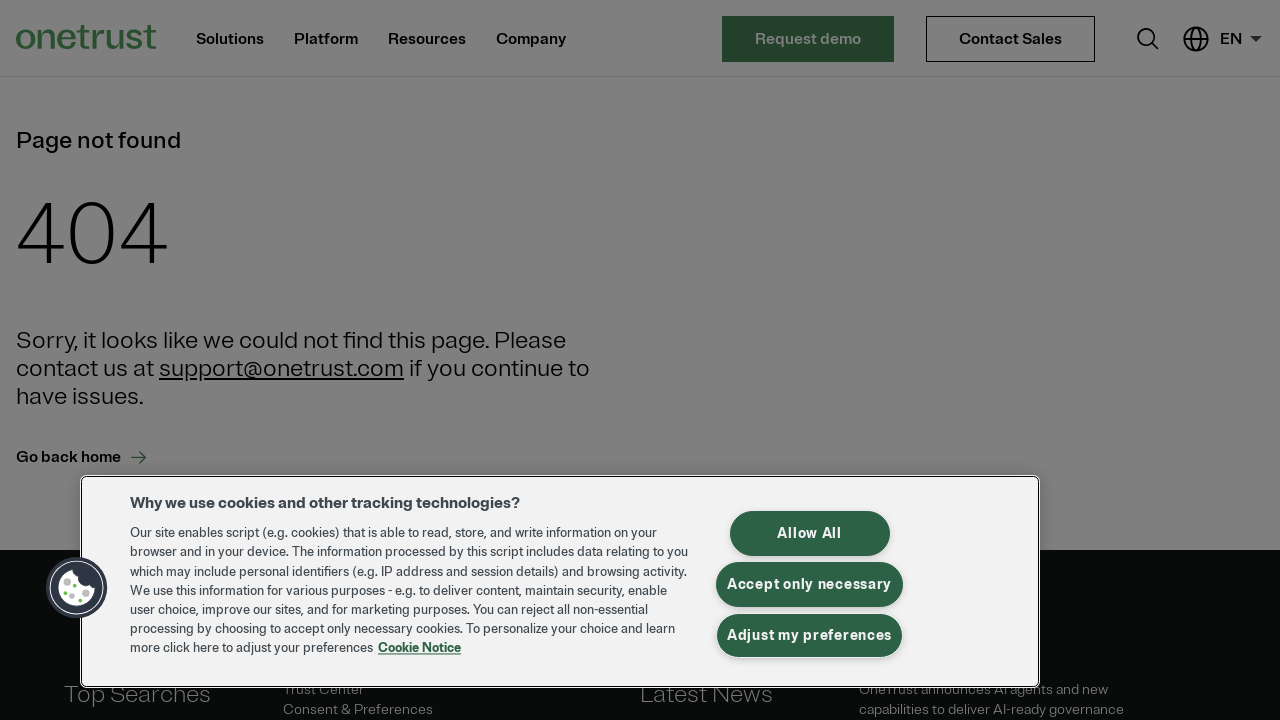 onetrust
Solutions
Platform
Resources
Company
Request demo
Contact Sales
EN
Page not found
404
Sorry, it looks like we could not find this page. Please
contact us at support@onetrust.com if you continue to
have issues.
Go back home
Why we use cookies and other tracking technologies?
Our site enables script (e.g. cookies) that is able to read, store, and write information on your
browser and in your device. The information processed by this script includes data relating to you
which may include personal identifiers (e.g. IP address and session details) and browsing activity.
We use this information for various purposes - e.g. to deliver content, maintain security, enable
user choice, improve our sites, and for marketing purposes. You can reject all non-essential
processing by choosing to accept only necessary cookies. To personalize your choice and learn
more click here to adjust your preferences Cookie Notice
Allow All
Accept only necessary
Adjust my preferences
Top Searches
Trust Center
Consent & Preferences
Latest News
OneTrust announces AI agents and new
capabilities to deliver AI-ready governance